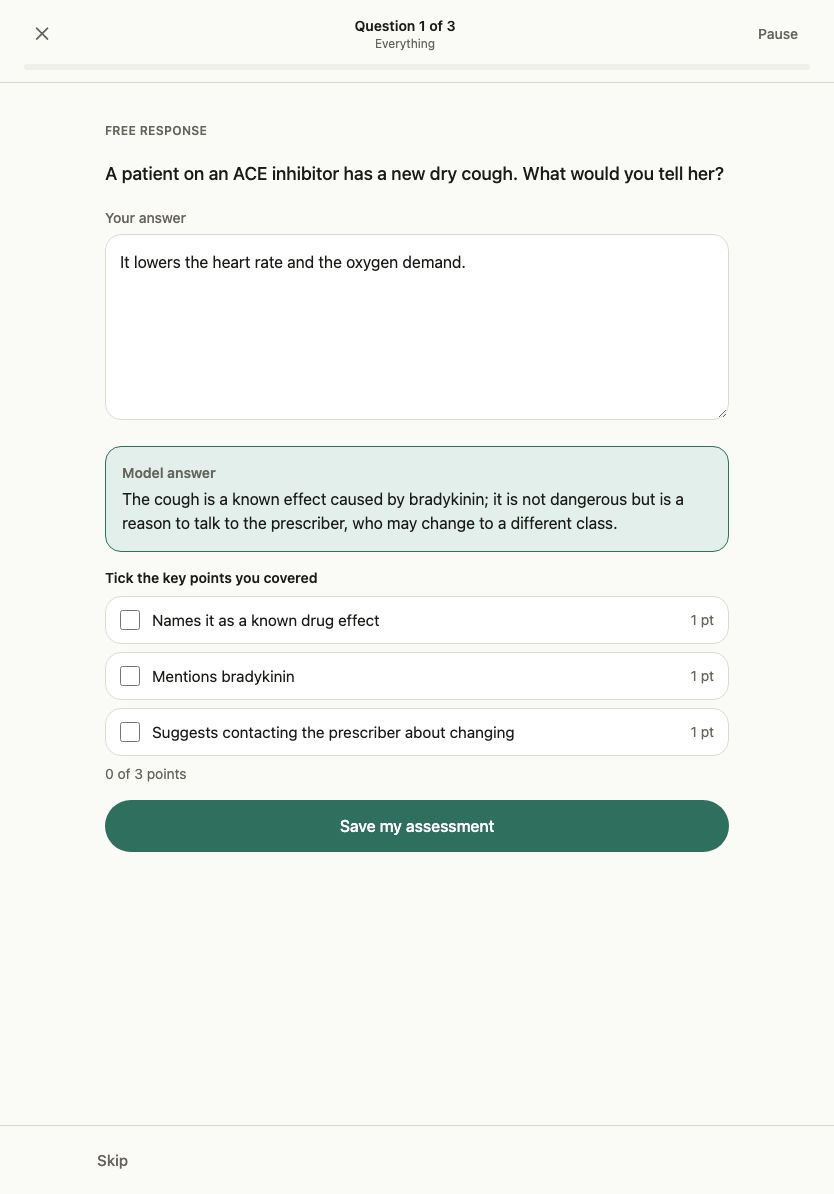 Question 1 of 3
Everything
Pause
FREE RESPONSE
A patient on an ACE inhibitor has a new dry cough. What would you tell her?
Your answer
It lowers the heart rate and the oxygen demand.
Model answer
The cough is a known effect caused by bradykinin; it is not dangerous but is a
reason to talk to the prescriber, who may change to a different class.
Tick the key points you covered
Names it as a known drug effect 1 pt
Mentions bradykinin 1 pt
Suggests contacting the prescriber about changing 1 pt
0 of 3 points
Save my assessment
Skip